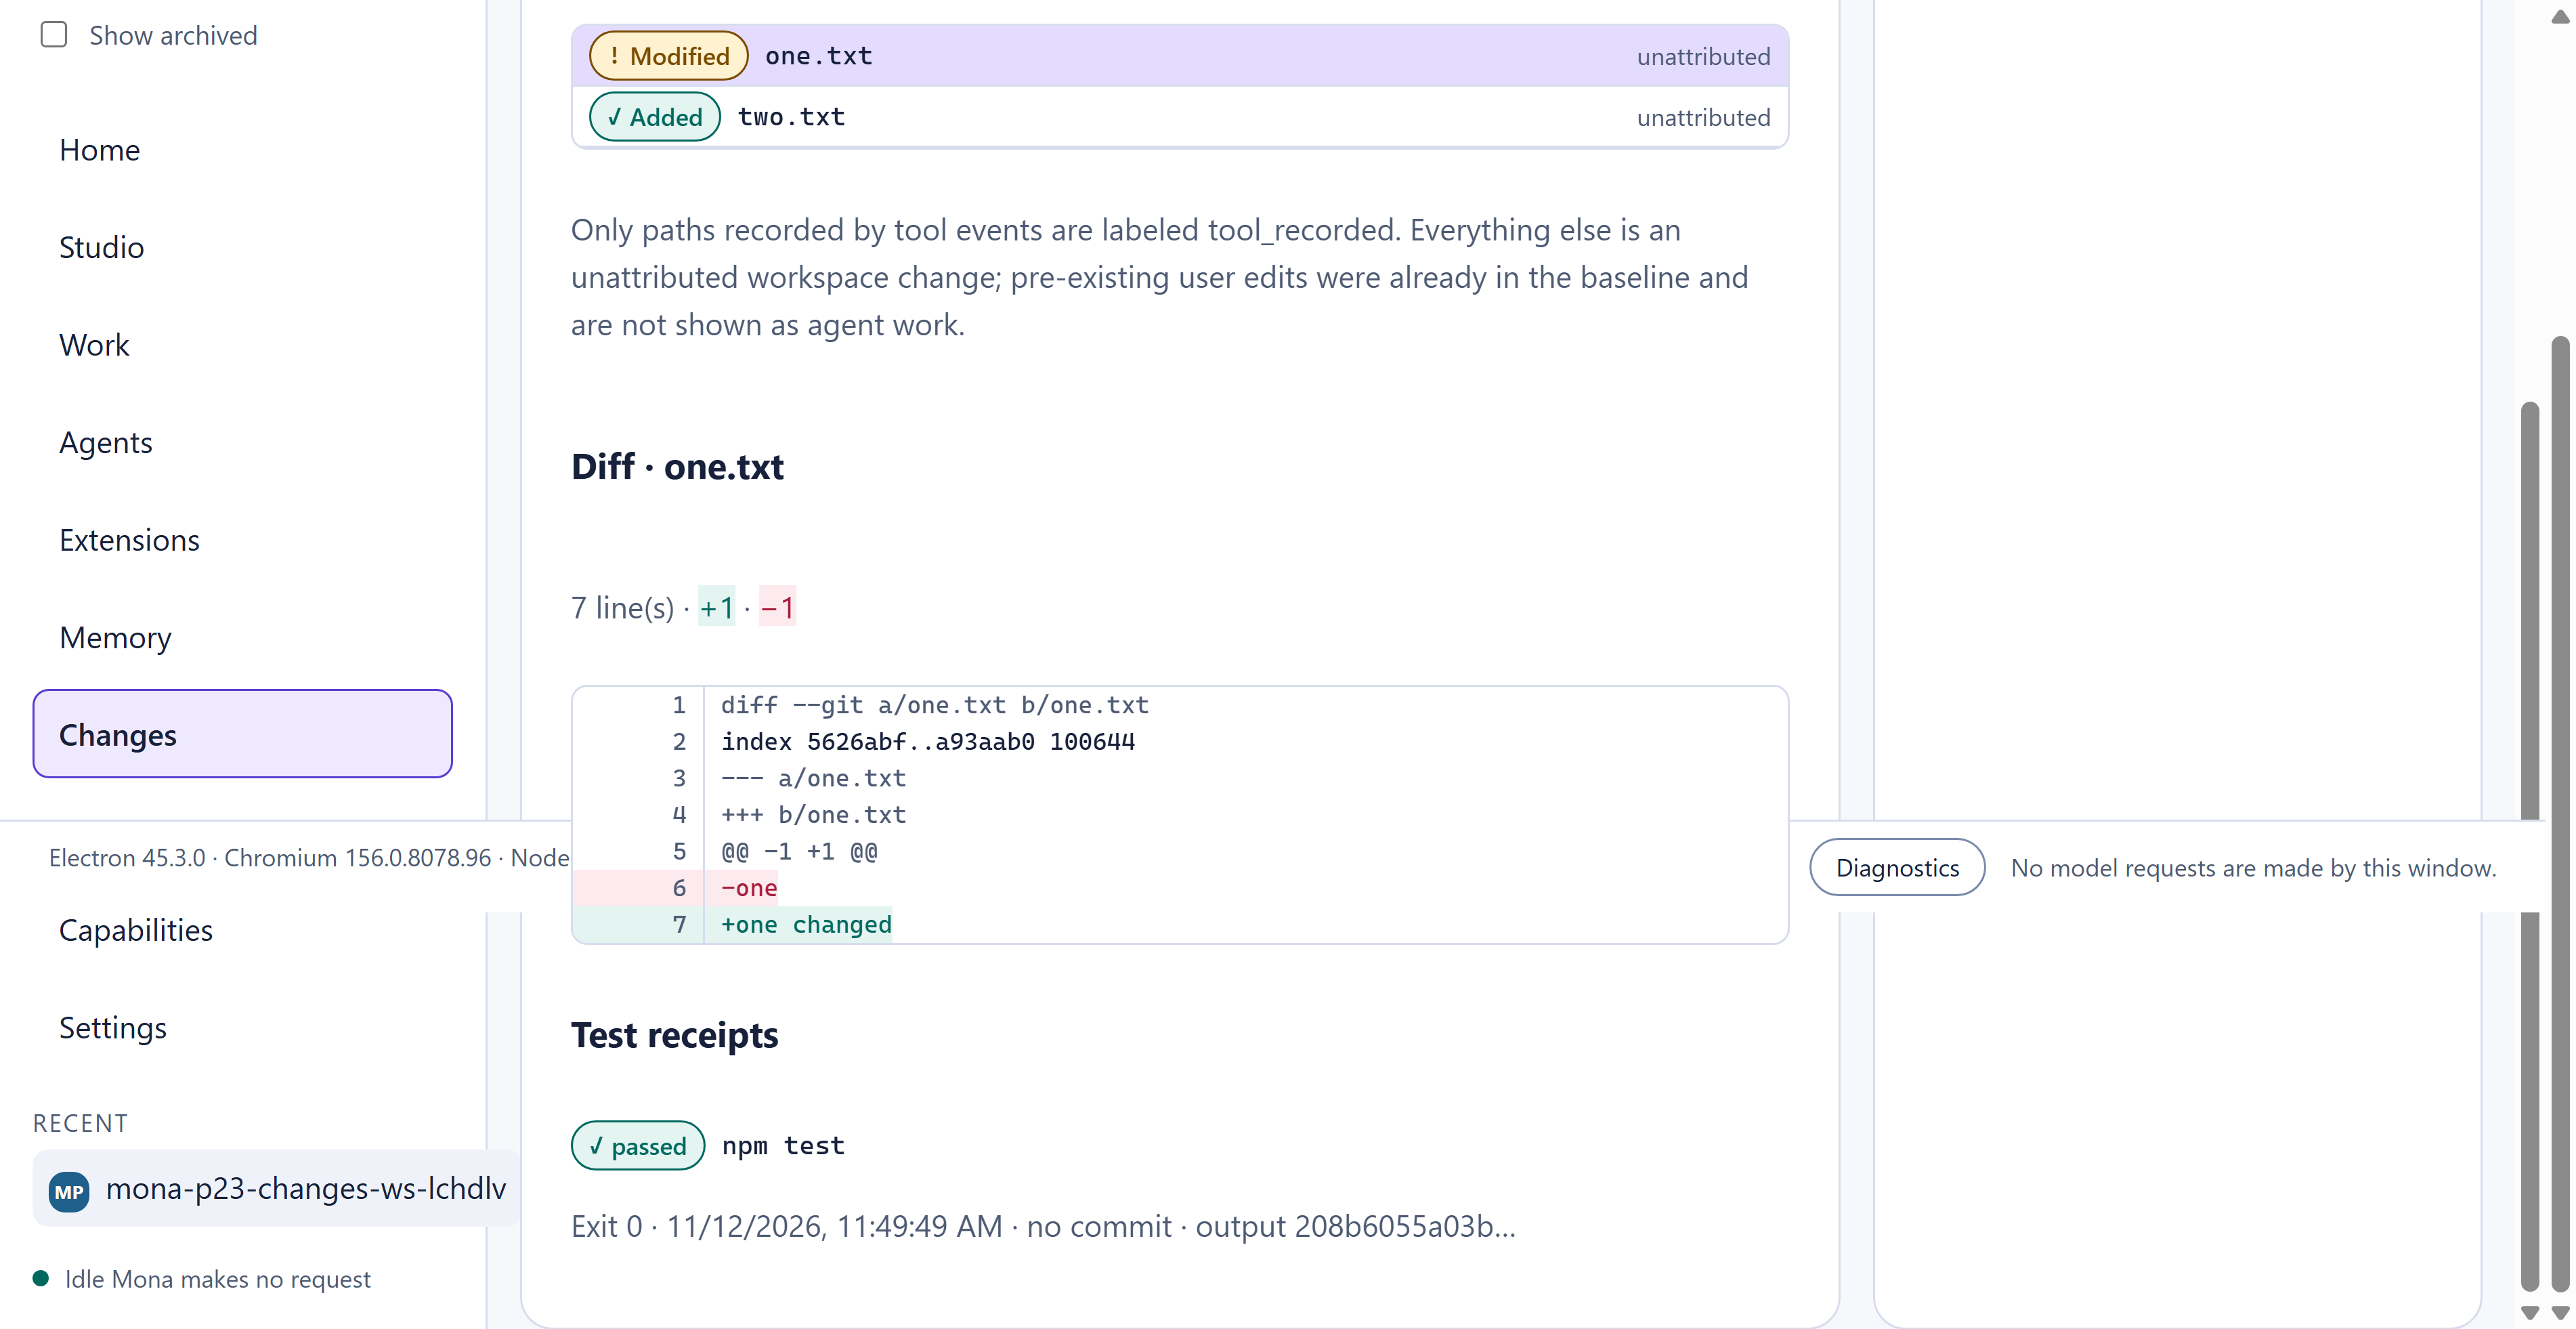 Show archived
Home
Studio
Work
Agents
Extensions
Memory
Changes
Electron 45.3.0 · Chromium 156.0.8078.96 · Node
Capabilities
Settings
RECENT
MP mona-p23-changes-ws-lchdlv
Idle Mona makes no request
! Modified one.txt unattributed
✓ Added two.txt unattributed
Only paths recorded by tool events are labeled tool_recorded. Everything else is an
unattributed workspace change; pre-existing user edits were already in the baseline and
are not shown as agent work.
Diff · one.txt
7 line(s) · +1 · −1
1 diff --git a/one.txt b/one.txt
2 index 5626abf..a93aab0 100644
3 --- a/one.txt
4 +++ b/one.txt
5 @@ -1 +1 @@
6 -one
7 +one changed
Test receipts
✓ passed npm test
Exit 0 · 11/12/2026, 11:49:49 AM · no commit · output 208b6055a03b…
Diagnostics
No model requests are made by this window.